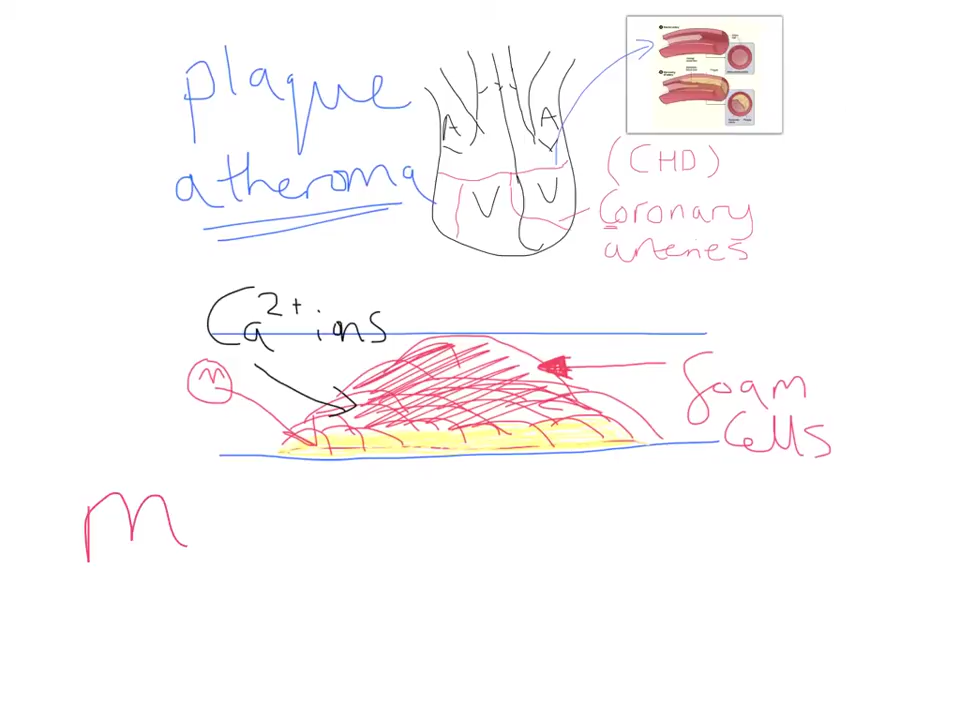 plaque
atheroma
A
A
V
V
(CHD)
Coronary
arteries
Ca2+ ions
m
foam
cells
m